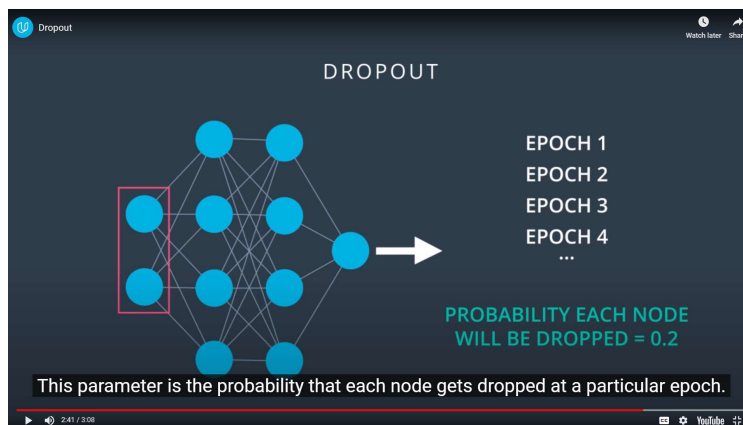 Dropout
Watch later
Shar
DROPOUT
EPOCH 1
EPOCH 2
EPOCH 3
EPOCH 4
...
PROBABILITY EACH NODE
WILL BE DROPPED = 0.2
This parameter is the probability that each node gets dropped at a particular epoch.
2:41 / 3:08
CC
YouTube